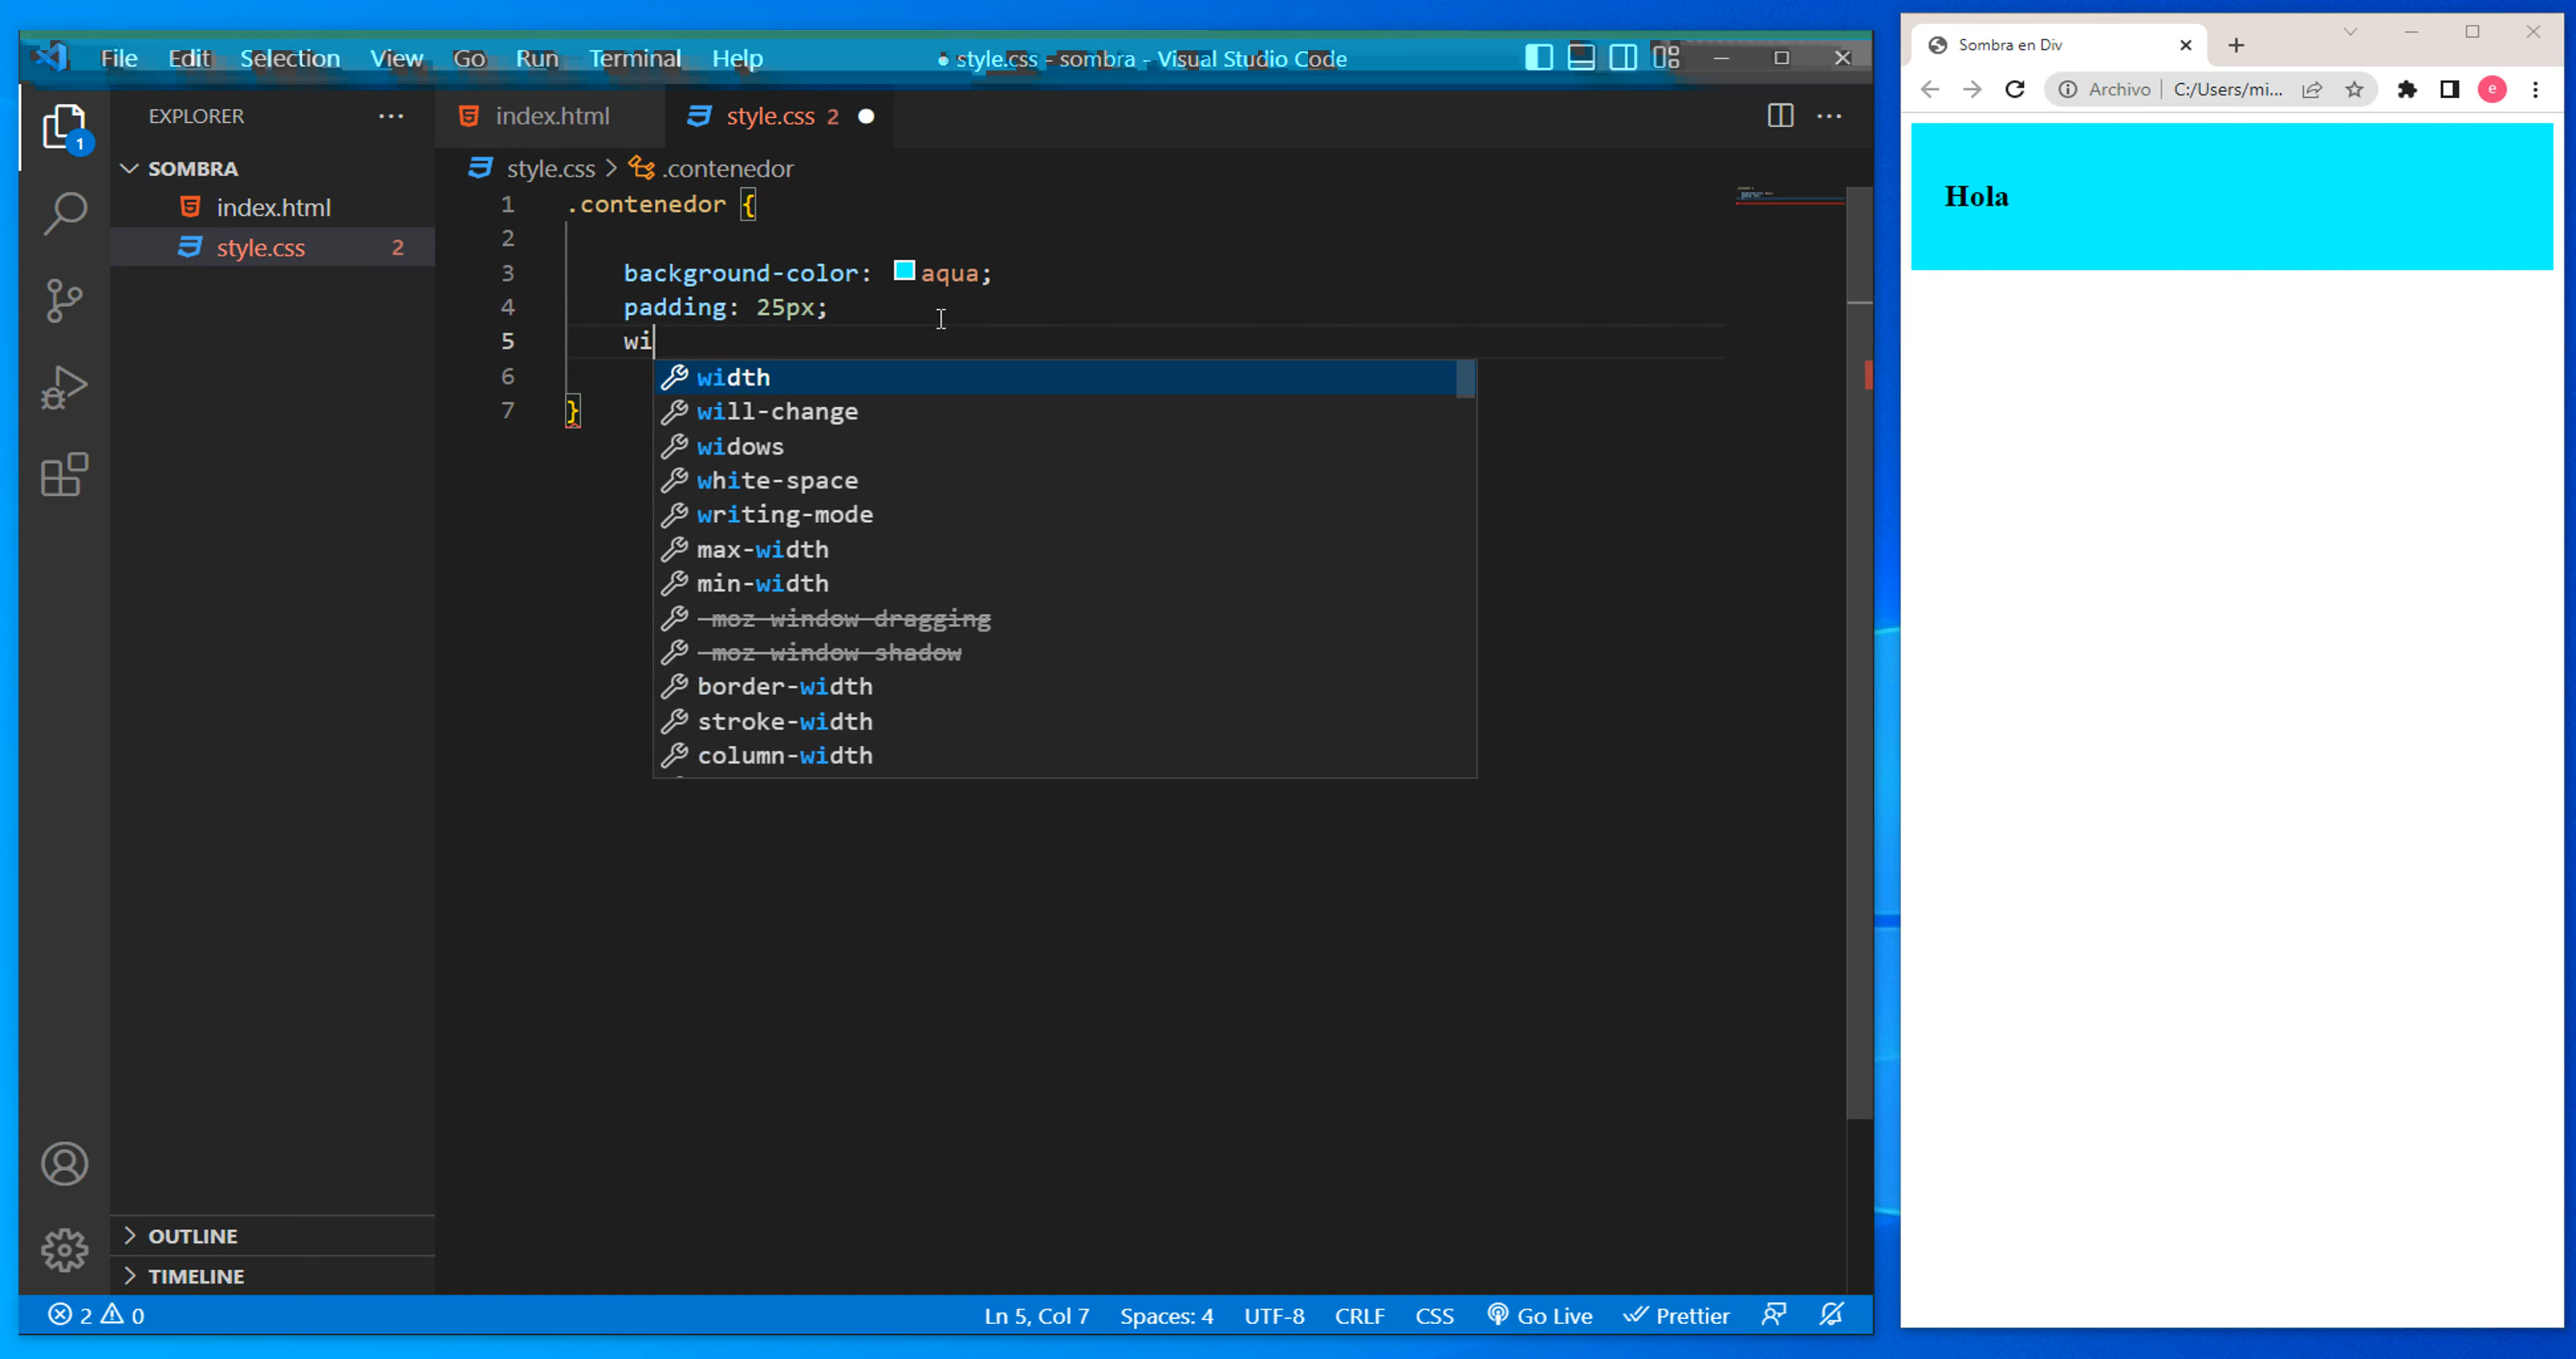 File Edit Selection View Go Run Terminal Help
● style.css - sombra - Visual Studio Code
EXPLORER ...
1
SOMBRA
index.html
style.css 2
OUTLINE
TIMELINE
index.html
style.css 2 ●
style.css > .contenedor
1 .contenedor {
2
3 background-color: aqua;
4 padding: 25px;
5 wi
6
7 }
width
will-change
widows
white-space
writing-mode
max-width
min-width
-moz-window-dragging
-moz-window-shadow
border-width
stroke-width
column-width
2 0
Ln 5, Col 7 Spaces: 4 UTF-8 CRLF CSS Go Live Prettier
Sombra en Div
Archivo | C:/Users/mi...
e
Hola